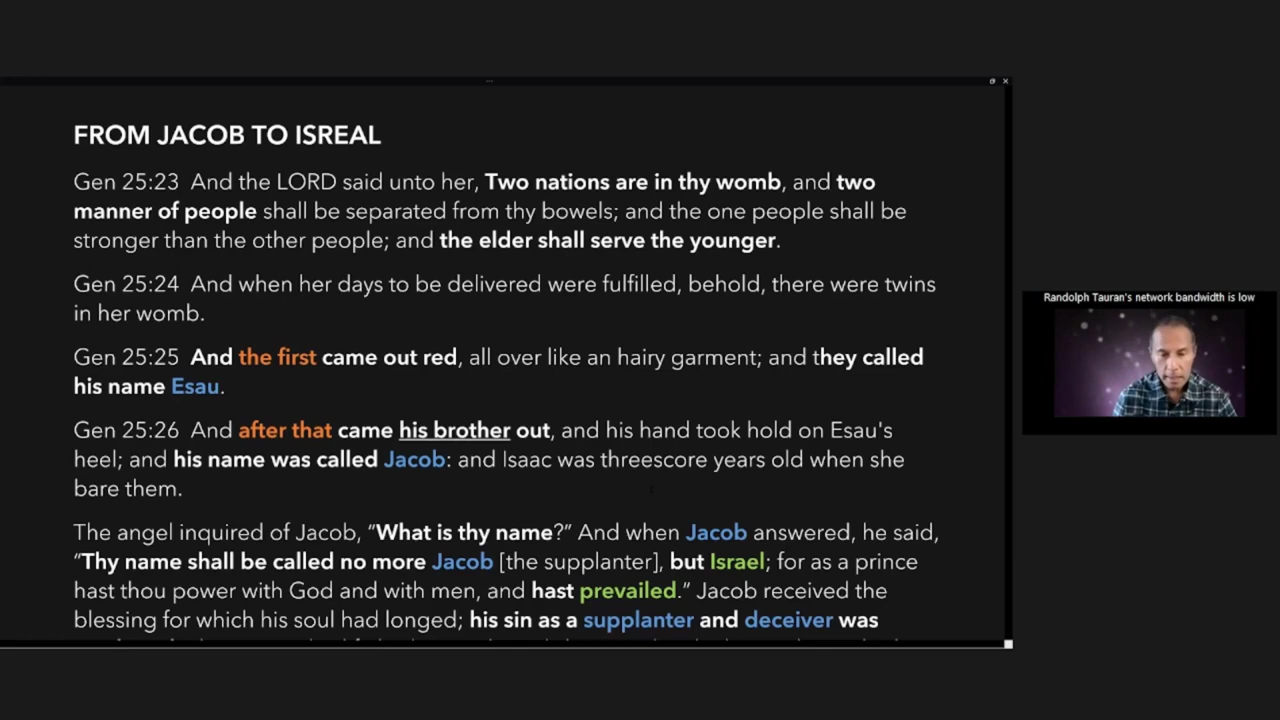 FROM JACOB TO ISREAL
Gen 25:23  And the LORD said unto her, Two nations are in thy womb, and two
manner of people shall be separated from thy bowels; and the one people shall be
stronger than the other people; and the elder shall serve the younger.
Gen 25:24  And when her days to be delivered were fulfilled, behold, there were twins
in her womb.
Gen 25:25  And the first came out red, all over like an hairy garment; and they called
his name Esau.
Gen 25:26  And after that came his brother out, and his hand took hold on Esau's
heel; and his name was called Jacob: and Isaac was threescore years old when she
bare them.
The angel inquired of Jacob, “What is thy name?” And when Jacob answered, he said,
“Thy name shall be called no more Jacob [the supplanter], but Israel; for as a prince
hast thou power with God and with men, and hast prevailed.” Jacob received the
blessing for which his soul had longed; his sin as a supplanter and deceiver was
Randolph Tauran's network bandwidth is low